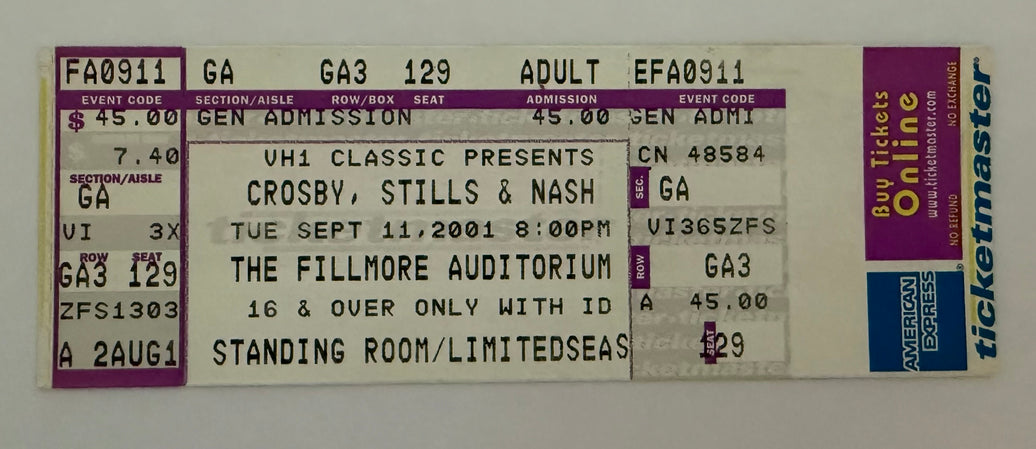 FA0911 GA GA3 129 ADULT EFA0911
EVENT CODE SECTION/AISLE ROW/BOX SEAT ADMISSION EVENT CODE
$ 45.00 GEN ADMISSION 45.00 GEN ADMI
$ 7.40 VH1 CLASSIC PRESENTS CN 48584
SECTION/AISLE
GA CROSBY, STILLS & NASH SEC. GA
VI 3X TUE SEPT 11,2001 8:00PM VI365ZFS
ROW SEAT
GA3 129 THE FILLMORE AUDITORIUM ROW GA3
ZFS1303 16 & OVER ONLY WITH ID A 45.00
A 2AUG1 STANDING ROOM/LIMITEDSEAS SEAT 129
Buy Tickets
Online
www.ticketmaster.com
NO REFUND NO EXCHANGE
AMERICAN
EXPRESS
®
ticketmaster®